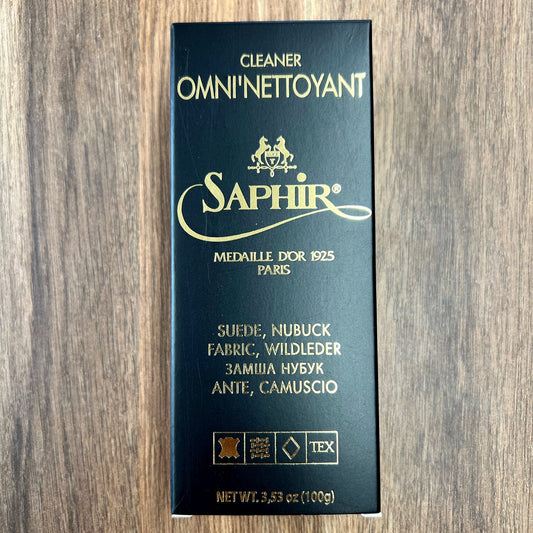 CLEANER
OMNI'NETTOYANT
SAPHIR®
MEDAILLE D'OR 1925
PARIS
SUEDE, NUBUCK
FABRIC, WILDLEDER
ЗАМША НУБУК
ANTE, CAMUSCIO
TEX
NET WT. 3,53 oz (100g)